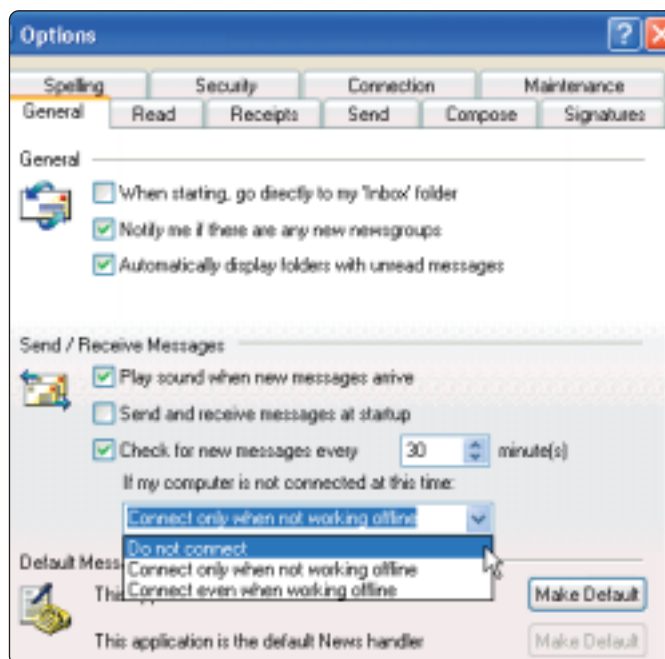 Options
Spelling Security Connection Maintenance
General Read Receipts Send Compose Signatures
General
When starting, go directly to my 'Inbox' folder
Notify me if there are any new newsgroups
Automatically display folders with unread messages
Send / Receive Messages
Play sound when new messages arrive
Send and receive messages at startup
Check for new messages every 30 minute(s)
If my computer is not connected at this time:
Connect only when not working offline
Do not connect
Default Mess
Connect only when not working offline
Connect even when working offline
This Make Default
This application is the default News handler Make Default